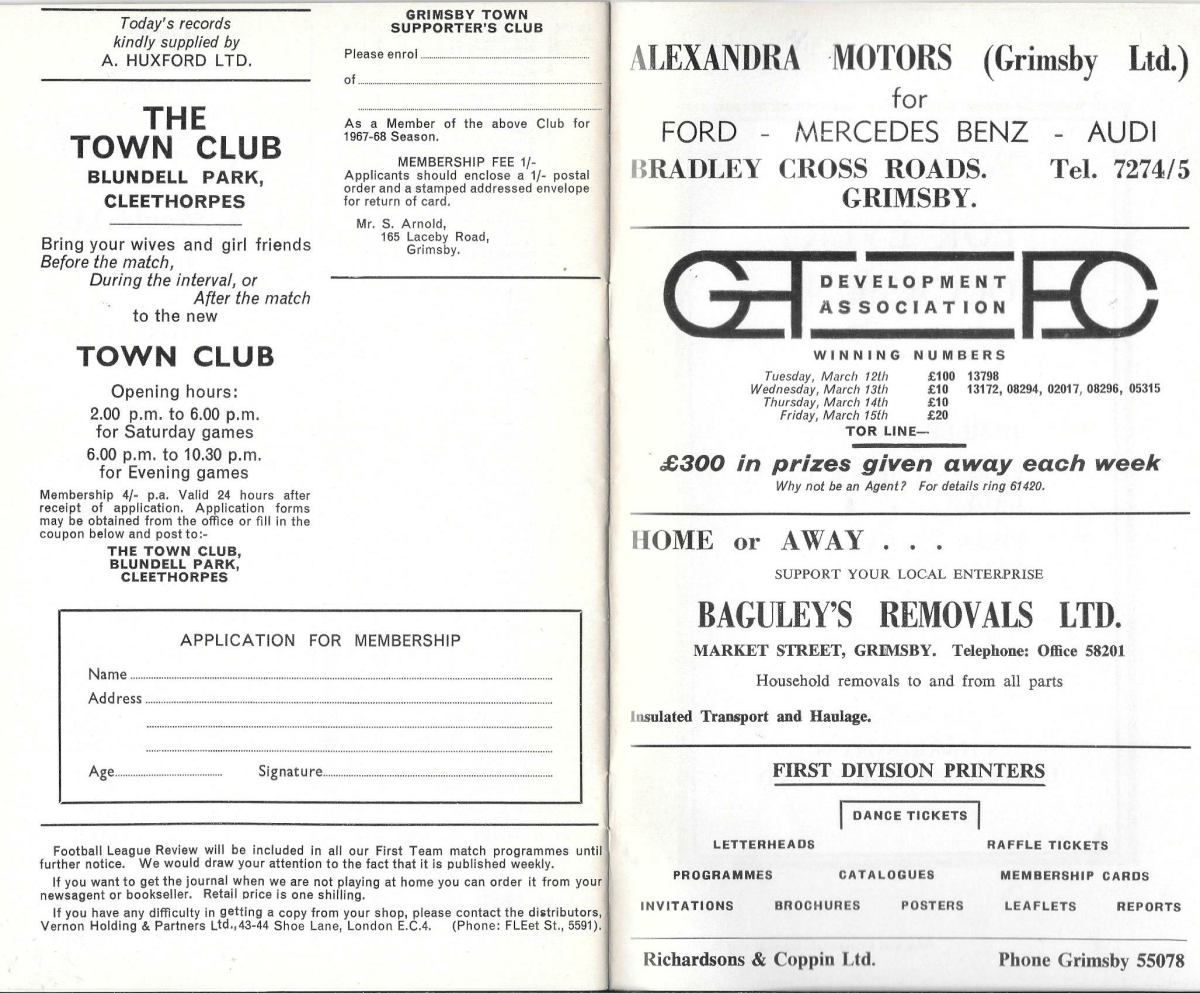 Today's records
kindly supplied by
A. HUXFORD LTD.
THE
TOWN CLUB
BLUNDELL PARK,
CLEETHORPES
Bring your wives and girl friends
Before the match,
During the interval, or
After the match
to the new
TOWN CLUB
Opening hours:
2.00 p.m. to 6.00 p.m.
for Saturday games
6.00 p.m. to 10.30 p.m.
for Evening games
Membership 4/- p.a. Valid 24 hours after
receipt of application. Application forms
may be obtained from the office or fill in the
coupon below and post to:-
THE TOWN CLUB,
BLUNDELL PARK,
CLEETHORPES
GRIMSBY TOWN
SUPPORTER'S CLUB
Please enrol
of
As a Member of the above Club for
1967-68 Season.
MEMBERSHIP FEE 1/-
Applicants should enclose a 1/- postal
order and a stamped addressed envelope
for return of card.
Mr. S. Arnold,
165 Laceby Road,
Grimsby.
APPLICATION FOR MEMBERSHIP
Name
Address
Age Signature
Football League Review will be included in all our First Team match programmes until
further notice. We would draw your attention to the fact that it is published weekly.
If you want to get the journal when we are not playing at home you can order it from your
newsagent or bookseller. Retail price is one shilling.
If you have any difficulty in getting a copy from your shop, please contact the distributors,
Vernon Holding & Partners Ltd., 43-44 Shoe Lane, London E.C.4. (Phone: FLEet St., 5591).
ALEXANDRA MOTORS (Grimsby Ltd.)
for
FORD - MERCEDES BENZ - AUDI
BRADLEY CROSS ROADS. Tel. 7274/5
GRIMSBY.
GT FC
DEVELOPMENT
ASSOCIATION
WINNING NUMBERS
Tuesday, March 12th £100 13798
Wednesday, March 13th £10 13172, 08294, 02017, 08296, 05315
Thursday, March 14th £10
Friday, March 15th £20
TOR LINE—
£300 in prizes given away each week
Why not be an Agent? For details ring 61420.
HOME or AWAY . . .
SUPPORT YOUR LOCAL ENTERPRISE
BAGULEY'S REMOVALS LTD.
MARKET STREET, GRIMSBY. Telephone: Office 58201
Household removals to and from all parts
Insulated Transport and Haulage.
FIRST DIVISION PRINTERS
DANCE TICKETS
LETTERHEADS RAFFLE TICKETS
PROGRAMMES CATALOGUES MEMBERSHIP CARDS
INVITATIONS BROCHURES POSTERS LEAFLETS REPORTS
Richardsons & Coppin Ltd. Phone Grimsby 55078